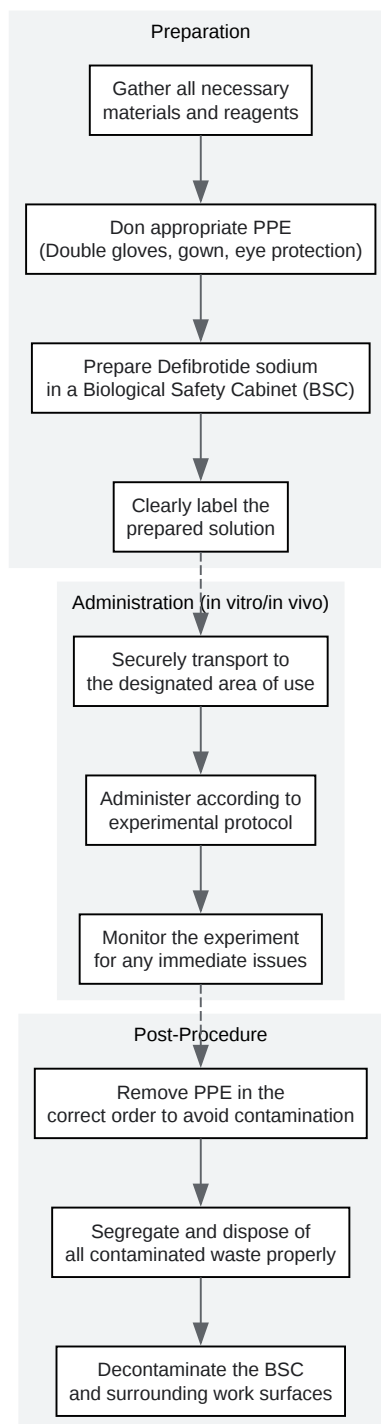 Preparation
Gather all necessary
materials and reagents
Don appropriate PPE
(Double gloves, gown, eye protection)
Prepare Defibrotide sodium
in a Biological Safety Cabinet (BSC)
Clearly label the
prepared solution
Administration (in vitro/in vivo)
Securely transport to
the designated area of use
Administer according to
experimental protocol
Monitor the experiment
for any immediate issues
Post-Procedure
Remove PPE in the
correct order to avoid contamination
Segregate and dispose of
all contaminated waste properly
Decontaminate the BSC
and surrounding work surfaces